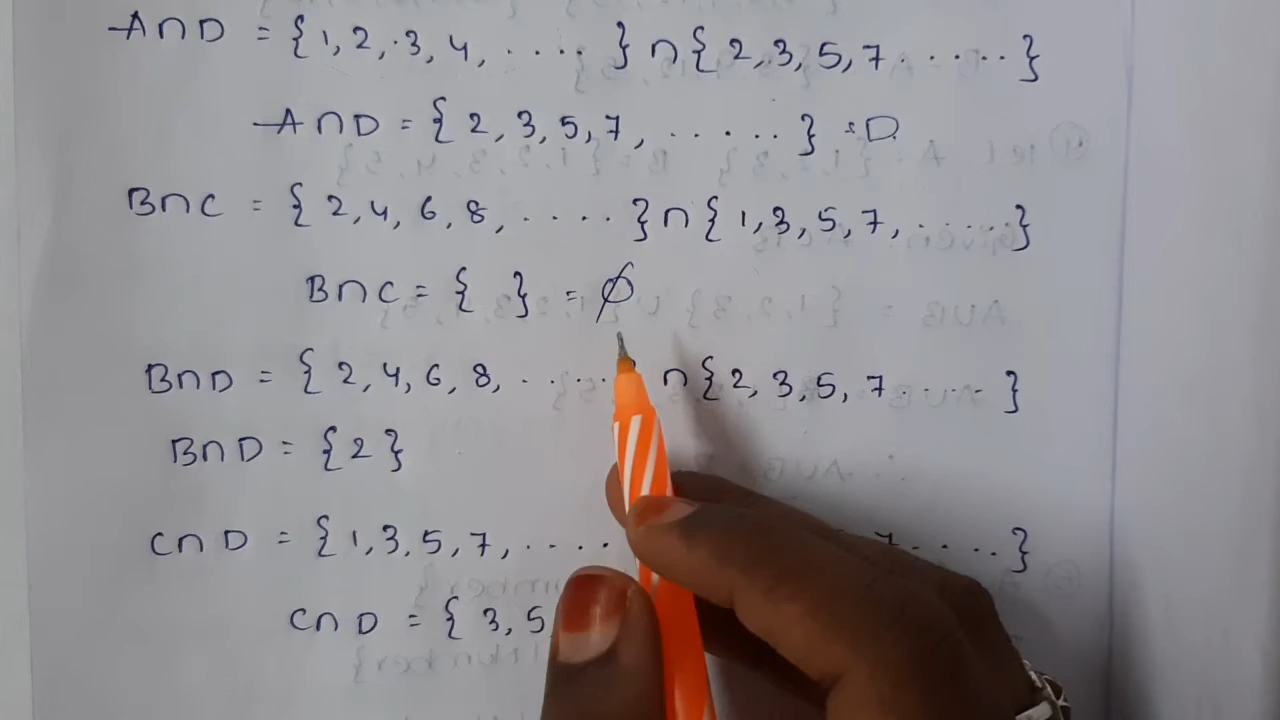 A∩D = {1, 2, 3, 4, .....} ∩ {2, 3, 5, 7 .....}
A∩D = {2, 3, 5, 7, .....} = D
B∩C = {2, 4, 6, 8, .....} ∩ {1, 3, 5, 7, .....}
B∩C = { } = ∅
B∩D = {2, 4, 6, 8, ..... ∩ {2, 3, 5, 7 .... }
B∩D = {2}
C∩D = {1, 3, 5, 7, .... 7 ....}
C∩D = {3, 5